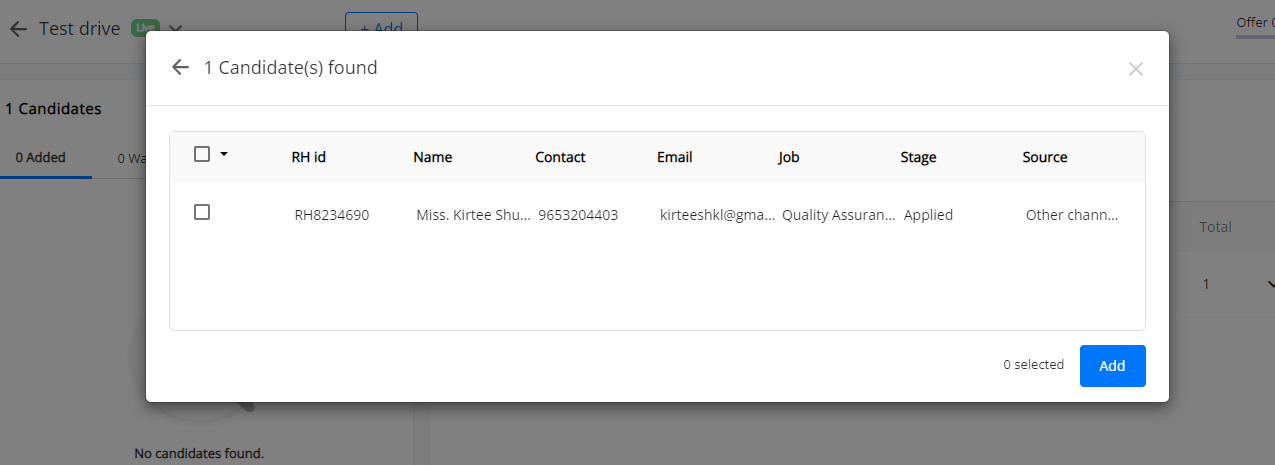 Test drive Live + Add Offer
1 Candidate(s) found
1 Candidates
0 Added 0 Wa
RH id Name Contact Email Job Stage Source
RH8234690 Miss. Kirtee Shu... 9653204403 kirteeshkl@gma... Quality Assuran... Applied Other chann...
Total
1
0 selected Add
No candidates found.